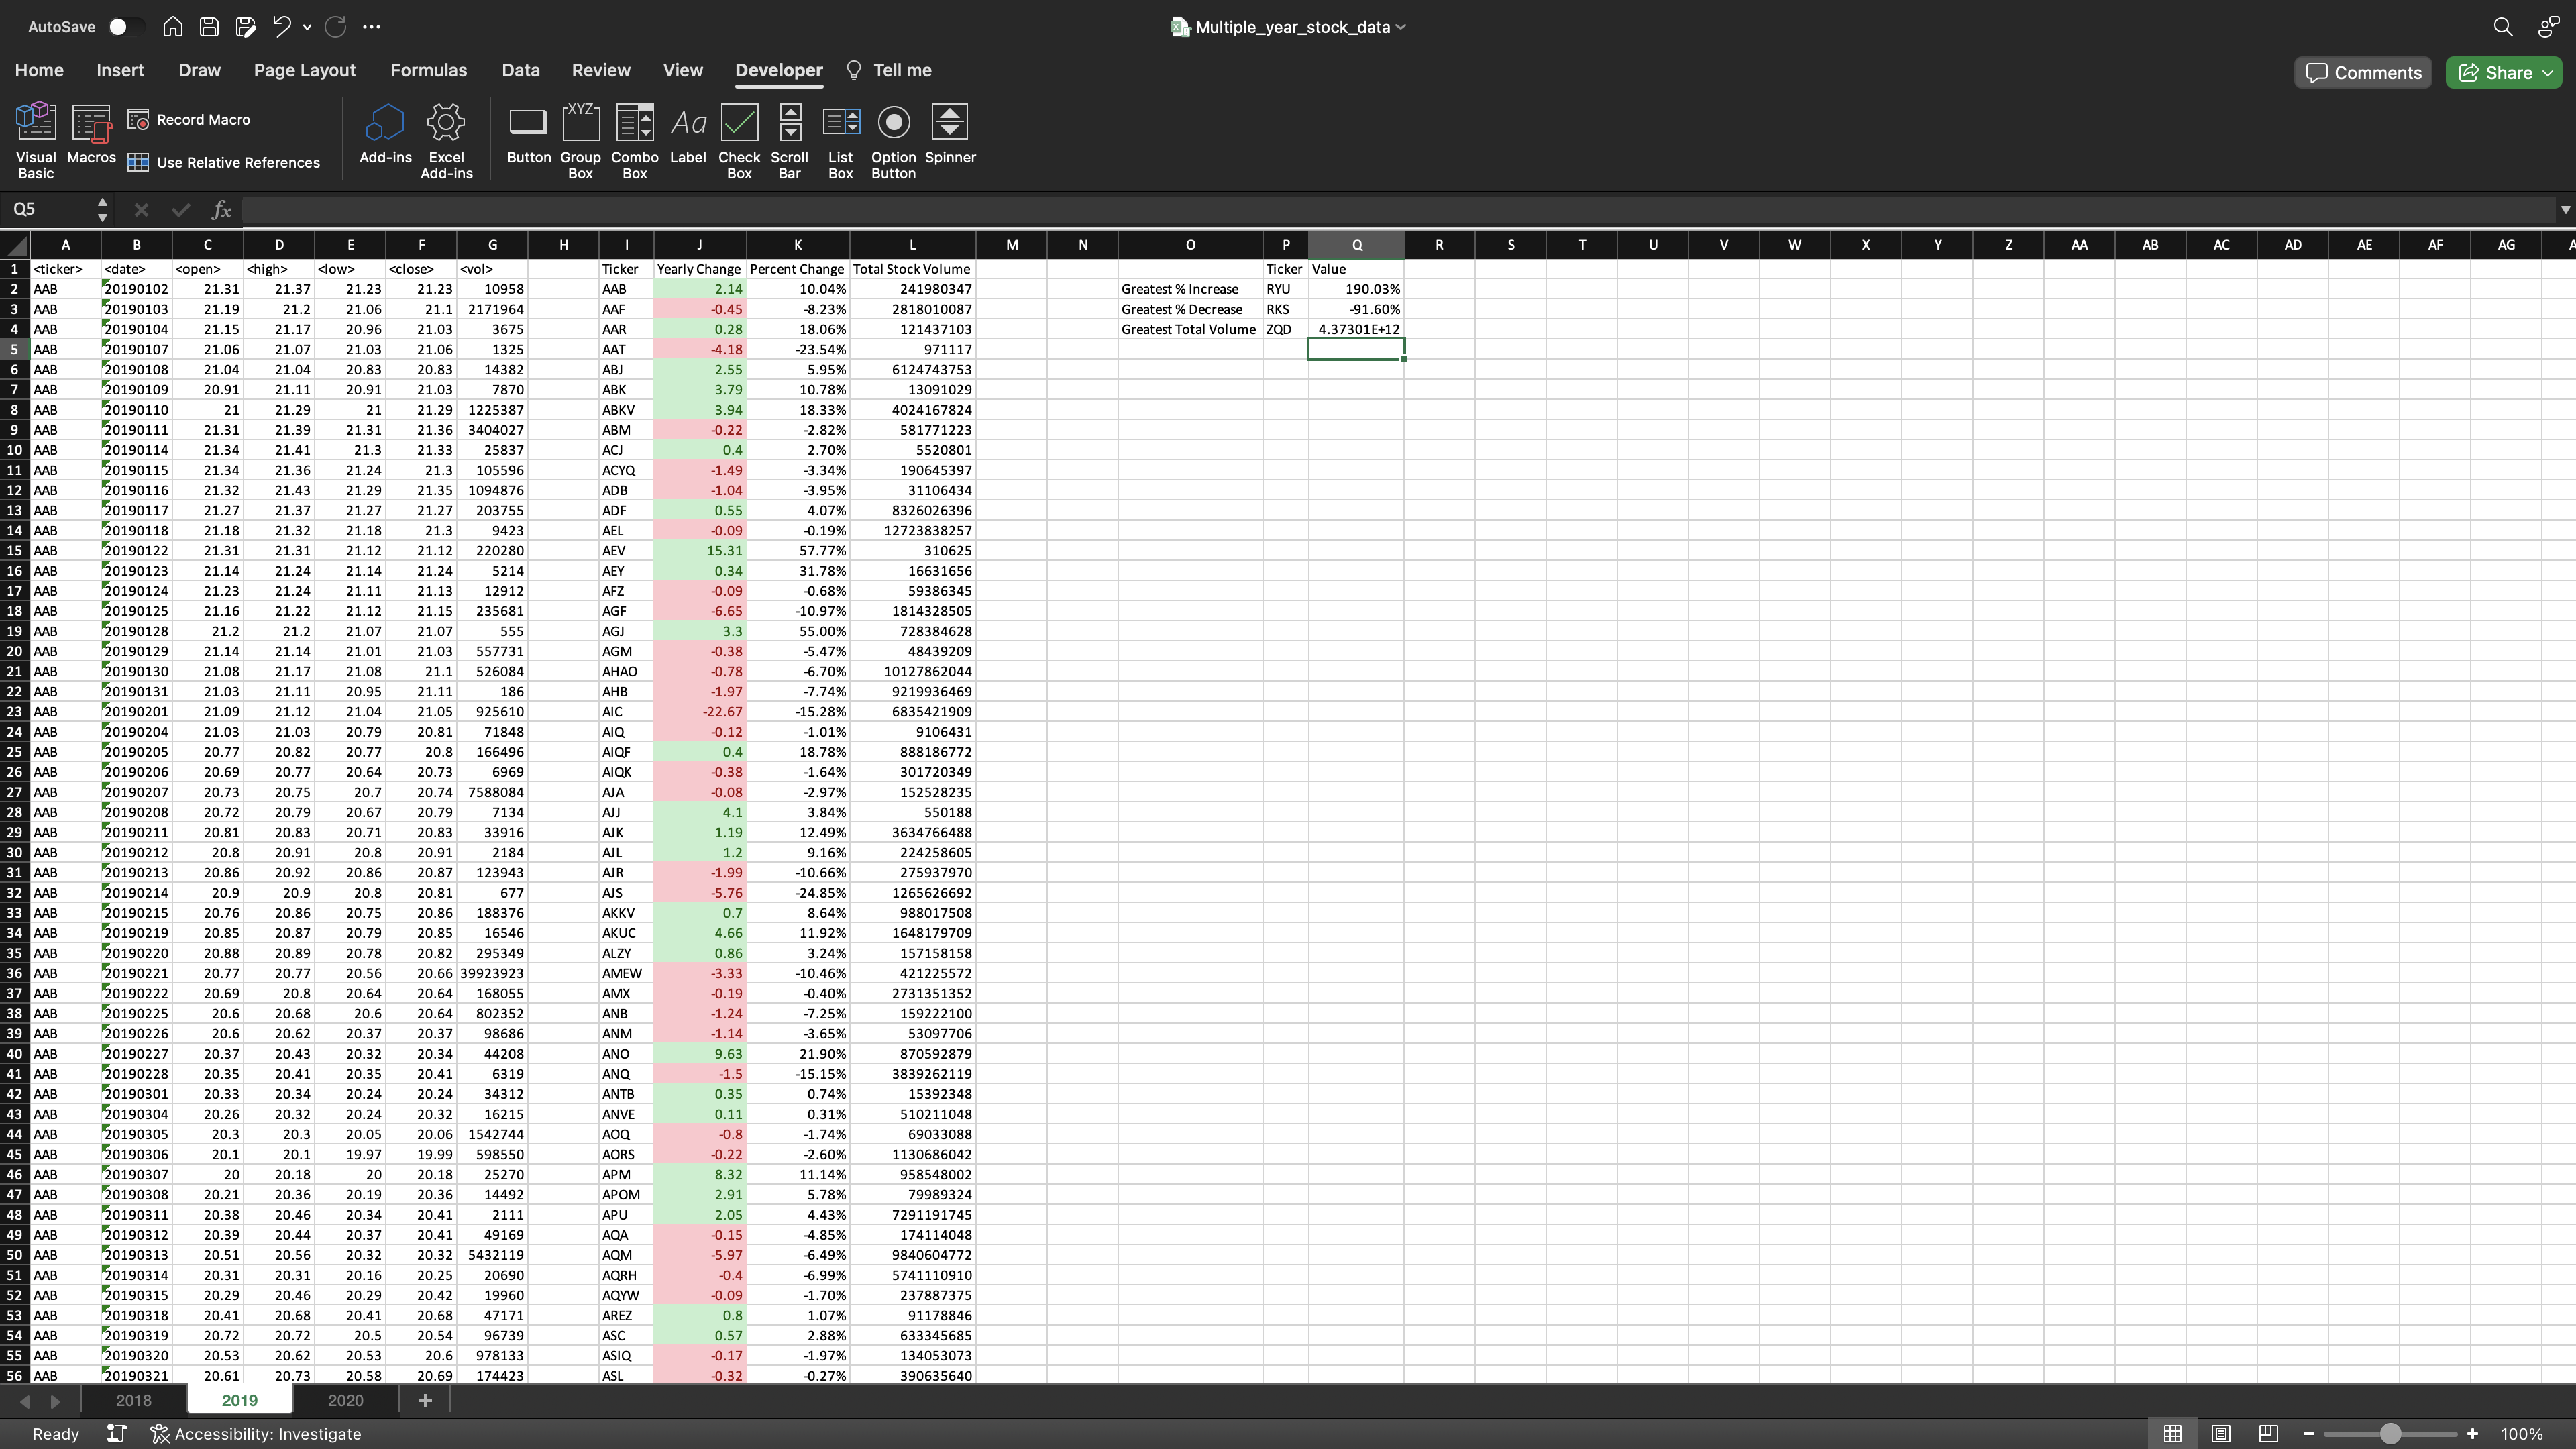 AutoSave
Multiple_year_stock_data
Home Insert Draw Page Layout Formulas Data Review View Developer Tell me
Comments Share
Visual Basic Macros Record Macro Use Relative References Add-ins Excel Add-ins Button Group Box XYZ Combo Box Aa Label Check Box Scroll Bar List Box Option Button Spinner
Q5 fx
A B C D E F G H I J K L M N O P Q R S T U V W X Y Z AA AB AC AD AE AF AG
1 <ticker> <date> <open> <high> <low> <close> <vol> Ticker Yearly Change Percent Change Total Stock Volume Ticker Value
2 AAB 20190102 21.31 21.37 21.23 21.23 10958 AAB 2.14 10.04% 241980347 Greatest % Increase RYU 190.03%
3 AAB 20190103 21.19 21.2 21.06 21.1 2171964 AAF -0.45 -8.23% 2818010087 Greatest % Decrease RKS -91.60%
4 AAB 20190104 21.15 21.17 20.96 21.03 3675 AAR 0.28 18.06% 121437103 Greatest Total Volume ZQD 4.37301E+12
5 AAB 20190107 21.06 21.07 21.03 21.06 1325 AAT -4.18 -23.54% 971117
6 AAB 20190108 21.04 21.04 20.83 20.83 14382 ABJ 2.55 5.95% 6124743753
7 AAB 20190109 20.91 21.11 20.91 21.03 7870 ABK 3.79 10.78% 13091029
8 AAB 20190110 21 21.29 21 21.29 1225387 ABKV 3.94 18.33% 4024167824
9 AAB 20190111 21.31 21.39 21.31 21.36 3404027 ABM -0.22 -2.82% 581771223
10 AAB 20190114 21.34 21.41 21.3 21.33 25837 ACJ 0.4 2.70% 5520801
11 AAB 20190115 21.34 21.36 21.24 21.3 105596 ACYQ -1.49 -3.34% 190645397
12 AAB 20190116 21.32 21.43 21.29 21.35 1094876 ADB -1.04 -3.95% 31106434
13 AAB 20190117 21.27 21.37 21.27 21.27 203755 ADF 0.55 4.07% 8326026396
14 AAB 20190118 21.18 21.32 21.18 21.3 9423 AEL -0.09 -0.19% 12723838257
15 AAB 20190122 21.31 21.31 21.12 21.12 220280 AEV 15.31 57.77% 310625
16 AAB 20190123 21.14 21.24 21.14 21.24 5214 AEY 0.34 31.78% 16631656
17 AAB 20190124 21.23 21.24 21.11 21.13 12912 AFZ -0.09 -0.68% 59386345
18 AAB 20190125 21.16 21.22 21.12 21.15 235681 AGF -6.65 -10.97% 1814328505
19 AAB 20190128 21.2 21.2 21.07 21.07 555 AGJ 3.3 55.00% 728384628
20 AAB 20190129 21.14 21.14 21.01 21.03 557731 AGM -0.38 -5.47% 48439209
21 AAB 20190130 21.08 21.17 21.08 21.1 526084 AHAO -0.78 -6.70% 10127862044
22 AAB 20190131 21.03 21.11 20.95 21.11 186 AHB -1.97 -7.74% 9219936469
23 AAB 20190201 21.09 21.12 21.04 21.05 925610 AIC -22.67 -15.28% 6835421909
24 AAB 20190204 21.03 21.03 20.79 20.81 71848 AIQ -0.12 -1.01% 9106431
25 AAB 20190205 20.77 20.82 20.77 20.8 166496 AIQF 0.4 18.78% 888186772
26 AAB 20190206 20.69 20.77 20.64 20.73 6969 AIQK -0.38 -1.64% 301720349
27 AAB 20190207 20.73 20.75 20.7 20.74 7588084 AJA -0.08 -2.97% 152528235
28 AAB 20190208 20.72 20.79 20.67 20.79 7134 AJJ 4.1 3.84% 550188
29 AAB 20190211 20.81 20.83 20.71 20.83 33916 AJK 1.19 12.49% 3634766488
30 AAB 20190212 20.8 20.91 20.8 20.91 2184 AJL 1.2 9.16% 224258605
31 AAB 20190213 20.86 20.92 20.86 20.87 123943 AJR -1.99 -10.66% 275937970
32 AAB 20190214 20.9 20.9 20.8 20.81 677 AJS -5.76 -24.85% 1265626692
33 AAB 20190215 20.76 20.86 20.75 20.86 188376 AKKV 0.7 8.64% 988017508
34 AAB 20190219 20.85 20.87 20.79 20.85 16546 AKUC 4.66 11.92% 1648179709
35 AAB 20190220 20.88 20.89 20.78 20.82 295349 ALZY 0.86 3.24% 157158158
36 AAB 20190221 20.77 20.77 20.56 20.66 39923923 AMEW -3.33 -10.46% 421225572
37 AAB 20190222 20.69 20.8 20.64 20.64 168055 AMX -0.19 -0.40% 2731351352
38 AAB 20190225 20.6 20.68 20.6 20.64 802352 ANB -1.24 -7.25% 159222100
39 AAB 20190226 20.6 20.62 20.37 20.37 98686 ANM -1.14 -3.65% 53097706
40 AAB 20190227 20.37 20.43 20.32 20.34 44208 ANO 9.63 21.90% 870592879
41 AAB 20190228 20.35 20.41 20.35 20.41 6319 ANQ -1.5 -15.15% 3839262119
42 AAB 20190301 20.33 20.34 20.24 20.24 34312 ANTB 0.35 0.74% 15392348
43 AAB 20190304 20.26 20.32 20.24 20.32 16215 ANVE 0.11 0.31% 510211048
44 AAB 20190305 20.3 20.3 20.05 20.06 1542744 AOQ -0.8 -1.74% 69033088
45 AAB 20190306 20.1 20.1 19.97 19.99 598550 AORS -0.22 -2.60% 1130686042
46 AAB 20190307 20 20.18 20 20.18 25270 APM 8.32 11.14% 958548002
47 AAB 20190308 20.21 20.36 20.19 20.36 14492 APOM 2.91 5.78% 79989324
48 AAB 20190311 20.38 20.46 20.34 20.41 2111 APU 2.05 4.43% 7291191745
49 AAB 20190312 20.39 20.44 20.37 20.41 49169 AQA -0.15 -4.85% 174114048
50 AAB 20190313 20.51 20.56 20.32 20.32 5432119 AQM -5.97 -6.49% 9840604772
51 AAB 20190314 20.31 20.31 20.16 20.25 20690 AQRH -0.4 -6.99% 5741110910
52 AAB 20190315 20.29 20.46 20.29 20.42 19960 AQYW -0.09 -1.70% 237887375
53 AAB 20190318 20.41 20.68 20.41 20.68 47171 AREZ 0.8 1.07% 91178846
54 AAB 20190319 20.72 20.72 20.5 20.54 96739 ASC 0.57 2.88% 633345685
55 AAB 20190320 20.53 20.62 20.53 20.6 978133 ASIQ -0.17 -1.97% 134053073
56 AAB 20190321 20.61 20.73 20.58 20.69 174423 ASL -0.32 -0.27% 390635640
2018 2019 2020 +
Ready Accessibility: Investigate 100%